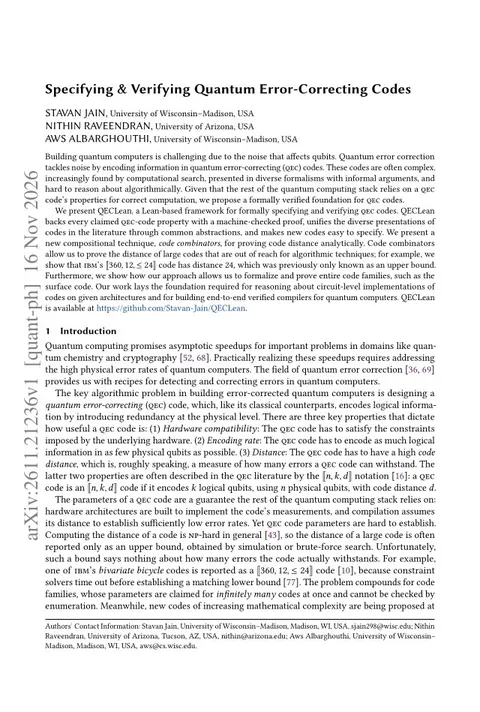 Specifying & Verifying Quantum Error-Correcting Codes
STAVAN JAIN, University of Wisconsin–Madison, USA
NITHIN RAVEENDRAN, University of Arizona, USA
AWS ALBARGHOUTHI, University of Wisconsin–Madison, USA
Building quantum computers is challenging due to the noise that affects qubits. Quantum error correction
tackles noise by encoding information in quantum error-correcting (QEC) codes. These codes are often complex,
increasingly found by computational search, presented in diverse formalisms with informal arguments, and
hard to reason about algorithmically. Given that the rest of the quantum computing stack relies on a QEC
code's properties for correct computation, we propose a formally verified foundation for QEC codes.
We present QECLean, a Lean-based framework for formally specifying and verifying QEC codes. QECLean
backs every claimed QEC-code property with a machine-checked proof, unifies the diverse presentations of
codes in the literature through common abstractions, and makes new codes easy to specify. We present a
new compositional technique, code combinators, for proving code distance analytically. Code combinators
allow us to prove the distance of large codes that are out of reach for algorithmic techniques; for example, we
show that IBM's ⟦360, 12, ≤ 24⟧ code has distance 24, which was previously only known as an upper bound.
Furthermore, we show how our approach allows us to formalize and prove entire code families, such as the
surface code. Our work lays the foundation required for reasoning about circuit-level implementations of
codes on given architectures and for building end-to-end verified compilers for quantum computers. QECLean
is available at https://github.com/Stavan-Jain/QECLean.
1 Introduction
Quantum computing promises asymptotic speedups for important problems in domains like quan-
tum chemistry and cryptography [52, 68]. Practically realizing these speedups requires addressing
the high physical error rates of quantum computers. The field of quantum error correction [36, 69]
provides us with recipes for detecting and correcting errors in quantum computers.
The key algorithmic problem in building error-corrected quantum computers is designing a
quantum error-correcting (QEC) code, which, like its classical counterparts, encodes logical informa-
tion by introducing redundancy at the physical level. There are three key properties that dictate
how useful a QEC code is: (1) Hardware compatibility: The QEC code has to satisfy the constraints
imposed by the underlying hardware. (2) Encoding rate: The QEC code has to encode as much logical
information in as few physical qubits as possible. (3) Distance: The QEC code has to have a high code
distance, which is, roughly speaking, a measure of how many errors a QEC code can withstand. The
latter two properties are often described in the QEC literature by the ⟦n, k, d⟧ notation [16]: a QEC
code is an ⟦n, k, d⟧ code if it encodes k logical qubits, using n physical qubits, with code distance d.
The parameters of a QEC code are a guarantee the rest of the quantum computing stack relies on:
hardware architectures are built to implement the code's measurements, and compilation assumes
its distance to establish sufficiently low error rates. Yet QEC code parameters are hard to establish.
Computing the distance of a code is NP-hard in general [43], so the distance of a large code is often
reported only as an upper bound, obtained by simulation or brute-force search. Unfortunately,
such a bound says nothing about how many errors the code actually withstands. For example,
one of IBM's bivariate bicycle codes is reported as a ⟦360, 12, ≤ 24⟧ code [10], because constraint
solvers time out before establishing a matching lower bound [77]. The problem compounds for code
families, whose parameters are claimed for infinitely many codes at once and cannot be checked by
enumeration. Meanwhile, new codes of increasing mathematical complexity are being proposed at
Authors' Contact Information: Stavan Jain, University of Wisconsin–Madison, Madison, WI, USA, sjain298@wisc.edu; Nithin
Raveendran, University of Arizona, Tucson, AZ, USA, nithin@arizona.edu; Aws Albarghouthi, University of Wisconsin–
Madison, Madison, WI, USA, aws@cs.wisc.edu.
arXiv:2611.21236v1 [quant-ph] 16 Nov 2026